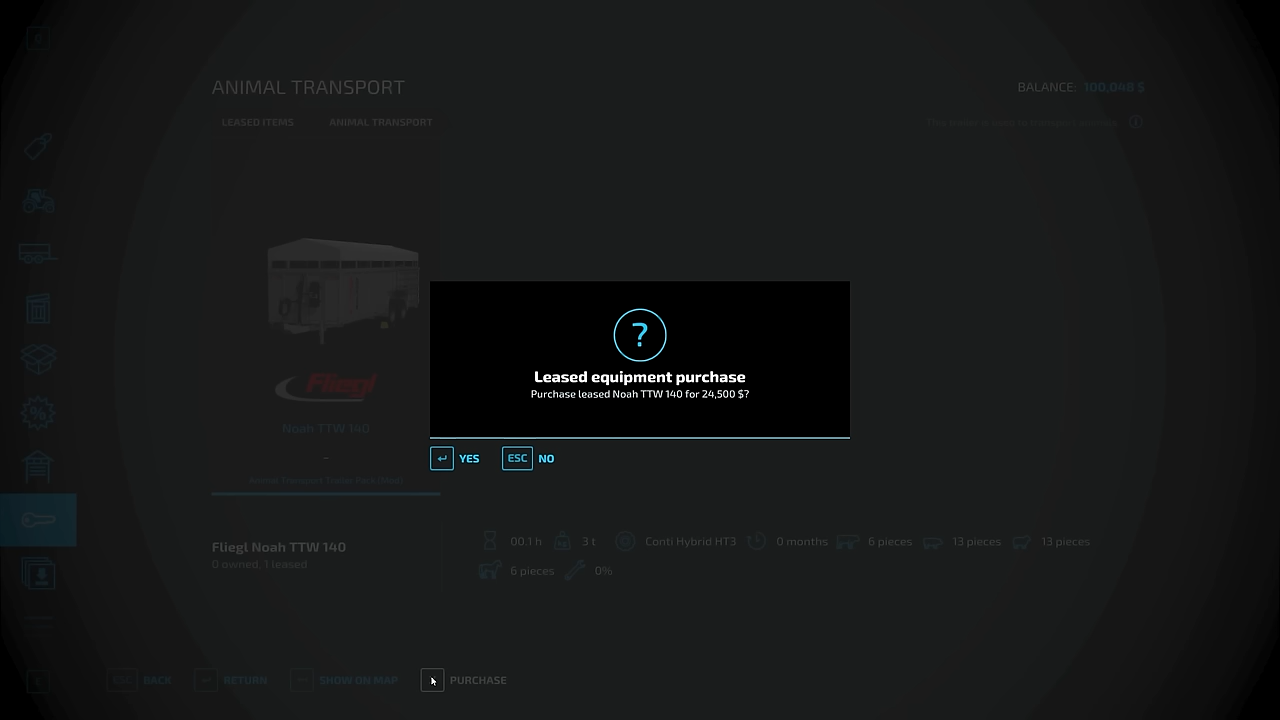 ANIMAL TRANSPORT
BALANCE: 100,048 $
LEASED ITEMS ANIMAL TRANSPORT
Fliegl
Noah TTW 140
-
?
Leased equipment purchase
Purchase leased Noah TTW 140 for 24,500 $?
YES ESC NO
Fliegl Noah TTW 140
0 owned, 1 leased
00.1 h 3 t Conti Hybrid HT3 0 months 6 pieces 13 pieces 13 pieces
6 pieces 0%
ESC BACK RETURN SHOW ON MAP PURCHASE